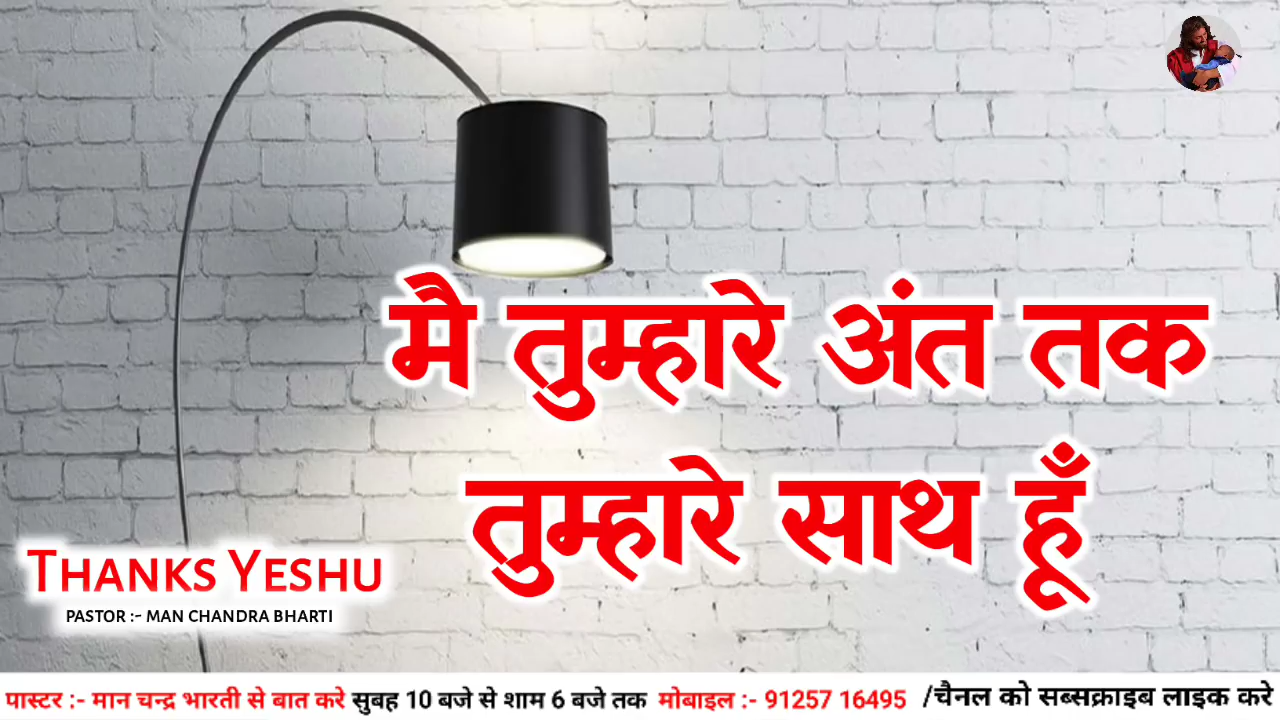 मै तुम्हारे अंत तक
तुम्हारे साथ हूँ
THANKS YESHU
PASTOR :- MAN CHANDRA BHARTI
पास्टर :- मान चन्द्र भारती से बात करे सुबह 10 बजे से शाम 6 बजे तक मोबाइल :- 91257 16495 /चैनल को सब्सक्राइब लाइक करे